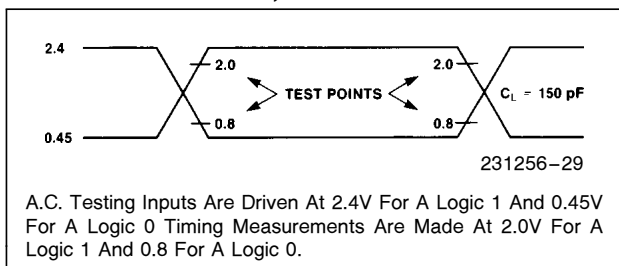 2.4
2.0
2.0
TEST POINTS
C_L = 150 pF
0.8
0.8
0.45
231256–29
A.C. Testing Inputs Are Driven At 2.4V For A Logic 1 And 0.45V
For A Logic 0 Timing Measurements Are Made At 2.0V For A
Logic 1 And 0.8 For A Logic 0.